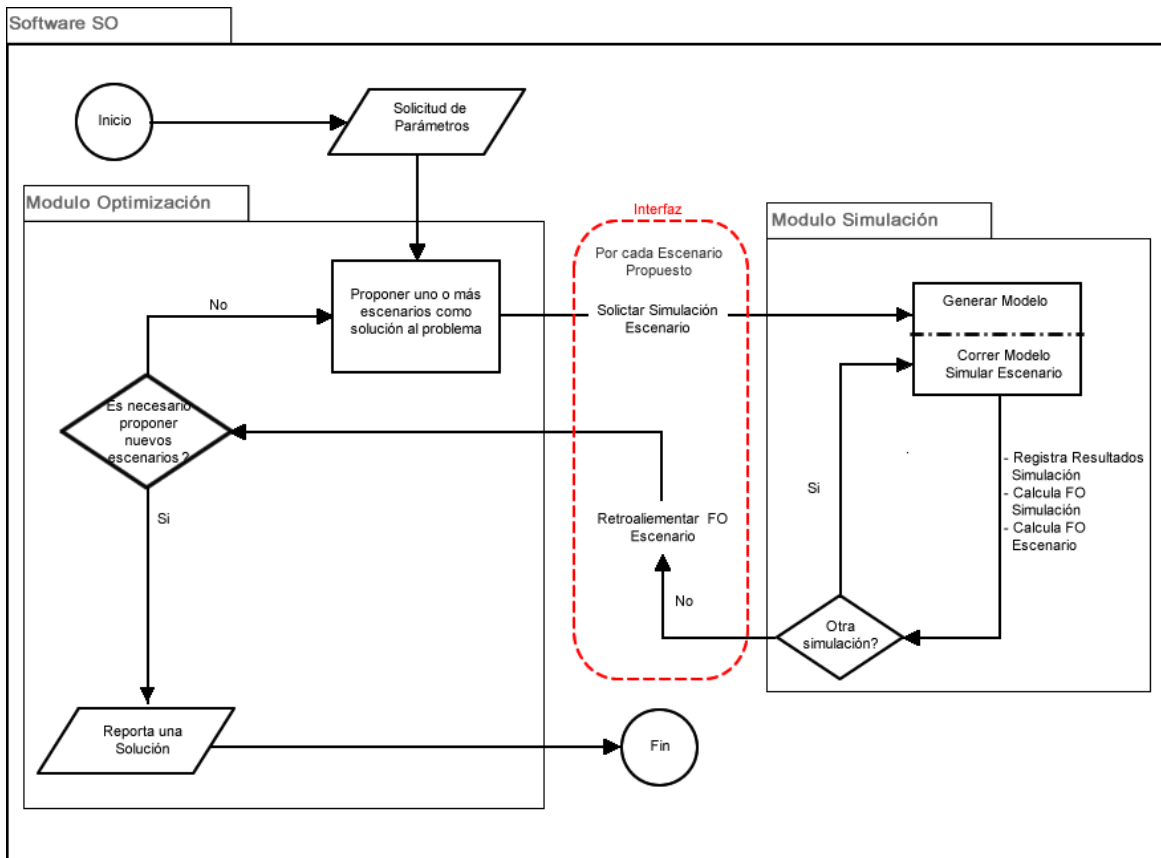 Software SO
Inicio
Solicitud de
Parámetros
Modulo Optimización
Interfaz
Modulo Simulación
Por cada Escenario
Propuesto
No
Proponer uno o más
escenarios como
solución al problema
Solictar Simulación
Escenario
Generar Modelo
Correr Modelo
Simular Escenario
Es necesario
proponer
nuevos
escenarios?
- Registra Resultados
Simulación
- Calcula FO
Simulación
- Calcula FO
Escenario
Si
Si
Retroaliementar FO
Escenario
No
Otra
simulación?
Reporta una
Solución
Fin